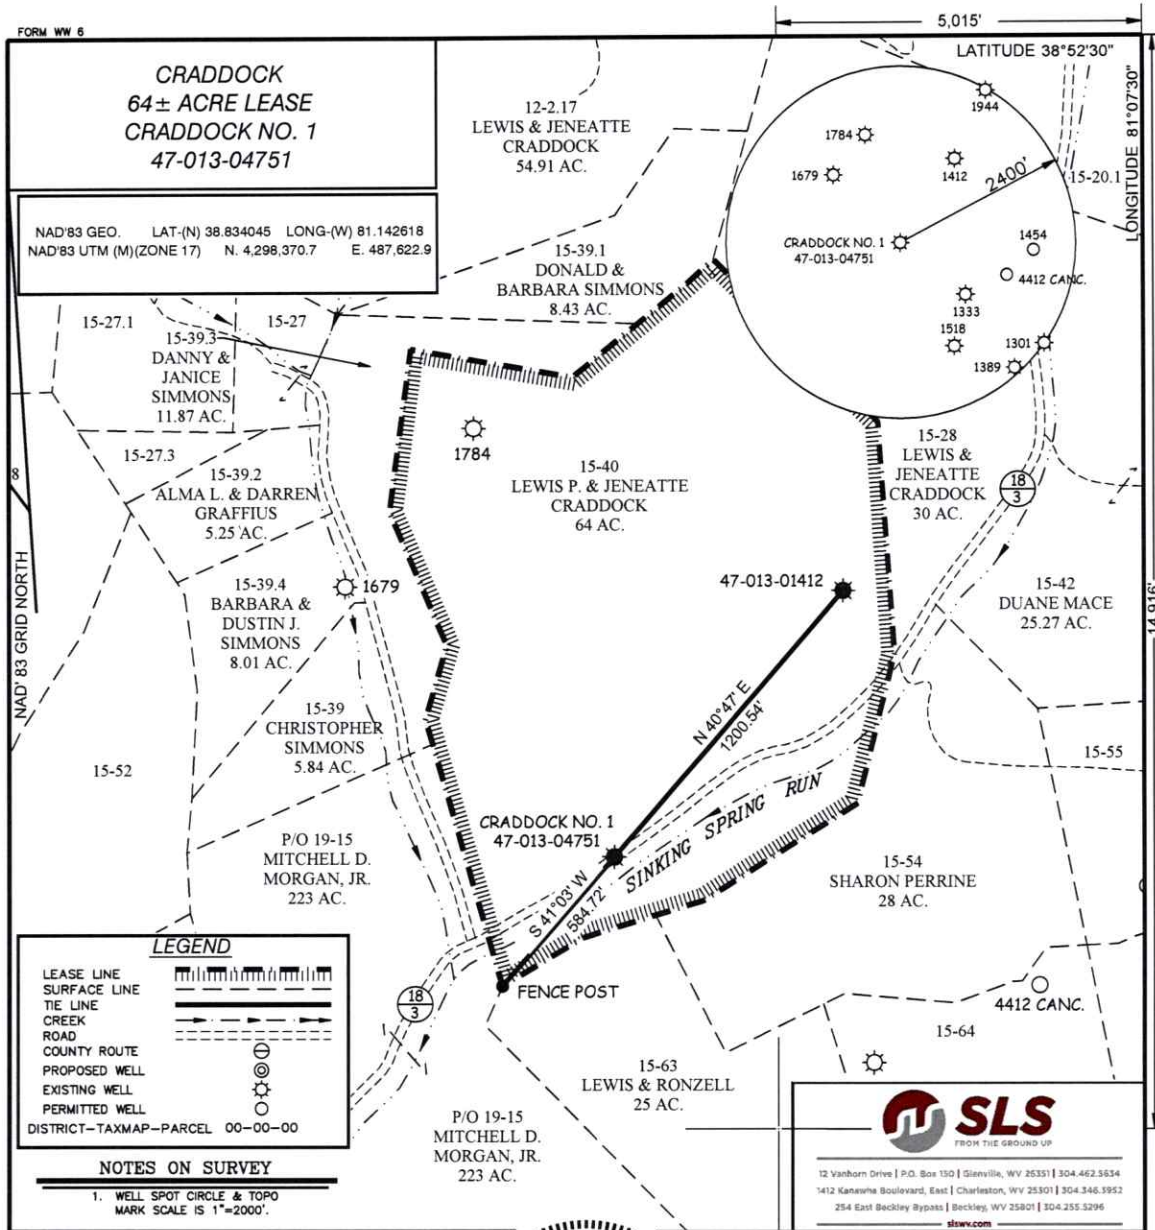 FORM WW 6
5,015'
LATITUDE 38°52'30"
LONGITUDE 81°07'30"
14,916'
CRADDOCK
64± ACRE LEASE
CRADDOCK NO. 1
47-013-04751
NAD'83 GEO. LAT-(N) 38.834045 LONG-(W) 81.142618
NAD'83 UTM (M)(ZONE 17) N. 4,298,370.7 E. 487,622.9
12-2.17
LEWIS & JENEATTE
CRADDOCK
54.91 AC.
1944
1784
1679
1412
2400'
15-20.1
CRADDOCK NO. 1
47-013-04751
1454
4412 CANC.
1333
1518
1301
1389
15-39.1
DONALD &
BARBARA SIMMONS
8.43 AC.
15-27.1
15-27
15-39.3
DANNY &
JANICE
SIMMONS
11.87 AC.
15-27.3
15-39.2
ALMA L. & DARREN
GRAFFIUS
5.25 AC.
8
NAD' 83 GRID NORTH
1784
15-40
LEWIS P. & JENEATTE
CRADDOCK
64 AC.
15-28
LEWIS &
JENEATTE
CRADDOCK
30 AC.
18
3
15-39.4
BARBARA &
DUSTIN J.
SIMMONS
8.01 AC.
1679
47-013-01412
15-42
DUANE MACE
25.27 AC.
15-39
CHRISTOPHER
SIMMONS
5.84 AC.
N 40°47' E
1200.54'
15-52
15-55
CRADDOCK NO. 1
47-013-04751
SINKING SPRING RUN
P/O 19-15
MITCHELL D.
MORGAN, JR.
223 AC.
15-54
SHARON PERRINE
28 AC.
S 41°03' W
584.72'
FENCE POST
18
3
4412 CANC.
15-64
15-63
LEWIS & RONZELL
25 AC.
P/O 19-15
MITCHELL D.
MORGAN, JR.
223 AC.
LEGEND
LEASE LINE
SURFACE LINE
TIE LINE
CREEK
ROAD
COUNTY ROUTE
PROPOSED WELL
EXISTING WELL
PERMITTED WELL
DISTRICT-TAXMAP-PARCEL 00-00-00
NOTES ON SURVEY
1. WELL SPOT CIRCLE & TOPO
MARK SCALE IS 1"=2000'.
SLS
FROM THE GROUND UP
12 Vanhorn Drive | P.O. Box 150 | Glenville, WV 26351 | 304.462.5634
1412 Kanawha Boulevard, East | Charleston, WV 25301 | 304.346.3952
254 East Beckley Bypass | Beckley, WV 25801 | 304.255.5296
slswv.com